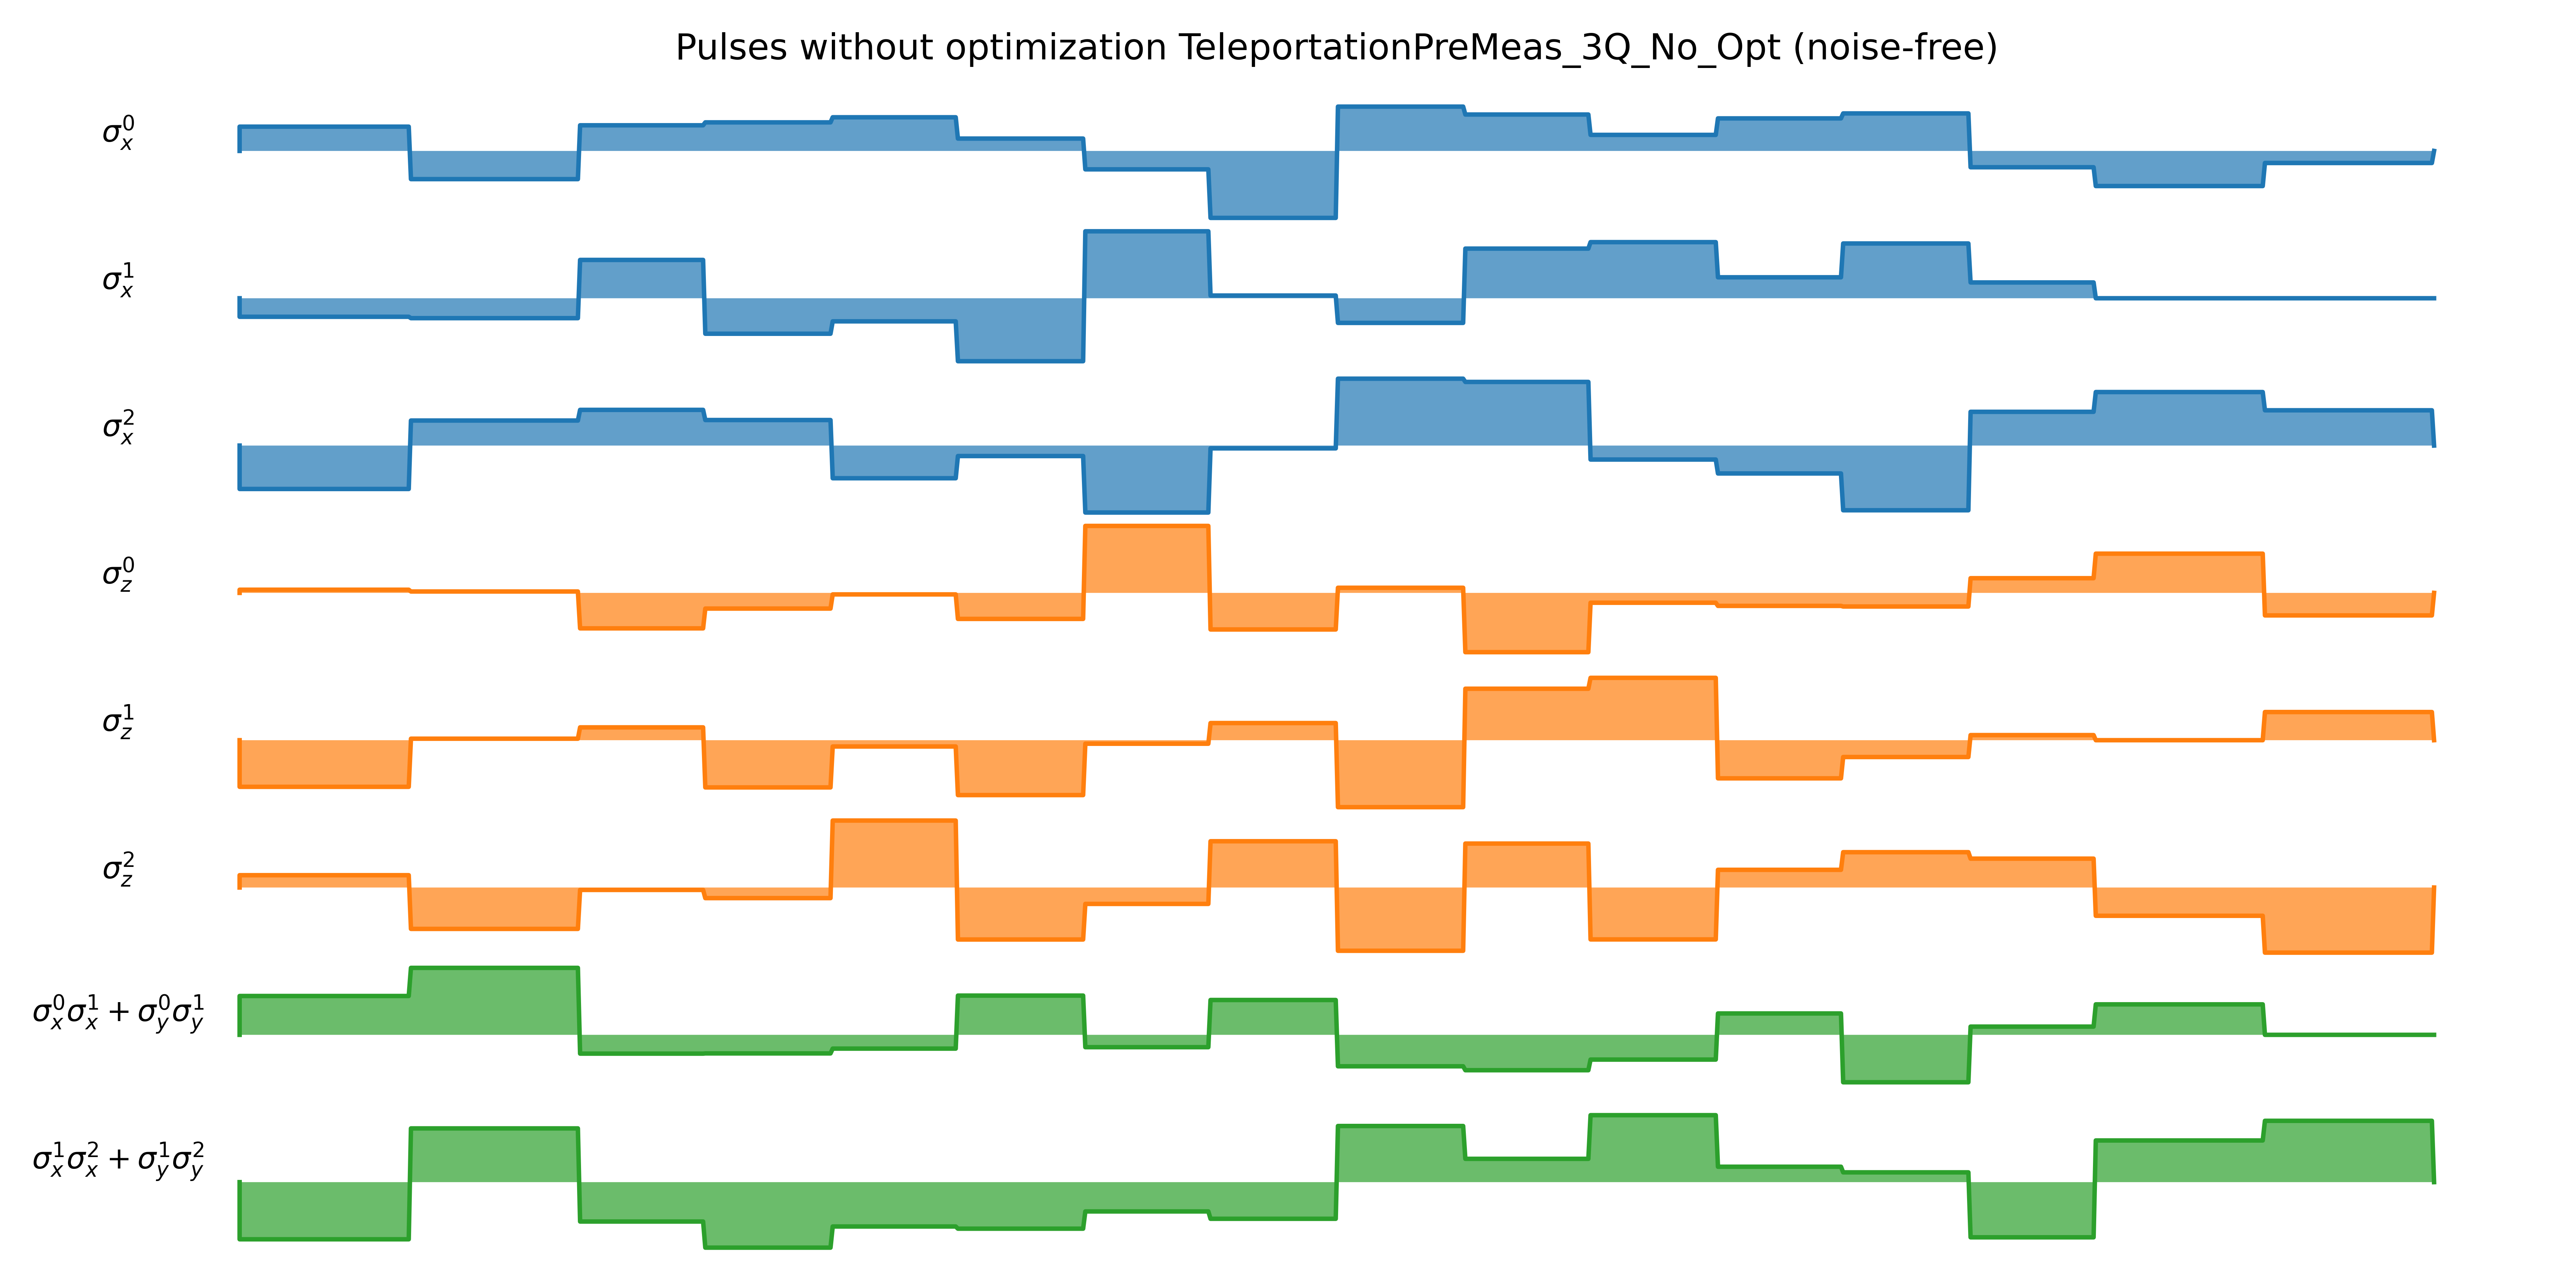 Pulses without optimization TeleportationPreMeas_3Q_No_Opt (noise-free)
σ_x^0
σ_x^1
σ_x^2
σ_z^0
σ_z^1
σ_z^2
σ_x^0σ_x^1 + σ_y^0σ_y^1
σ_x^1σ_x^2 + σ_y^1σ_y^2